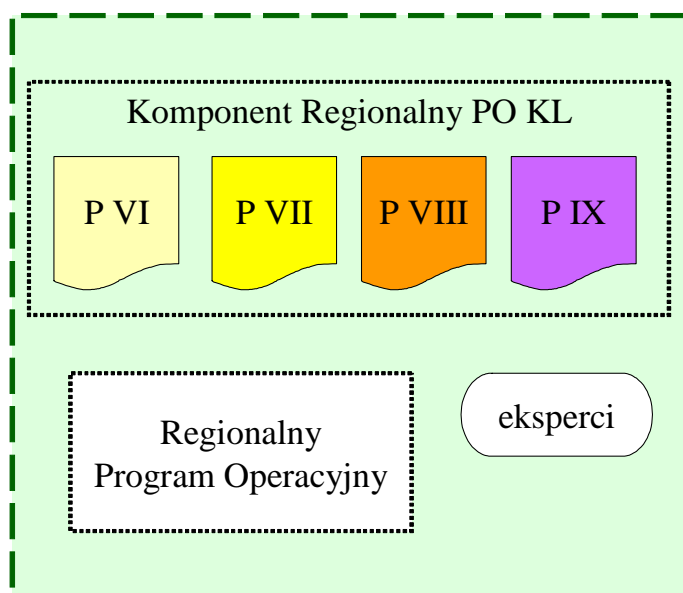 Komponent Regionalny PO KL
P VI
P VII
P VIII
P IX
Regionalny
Program Operacyjny
eksperci